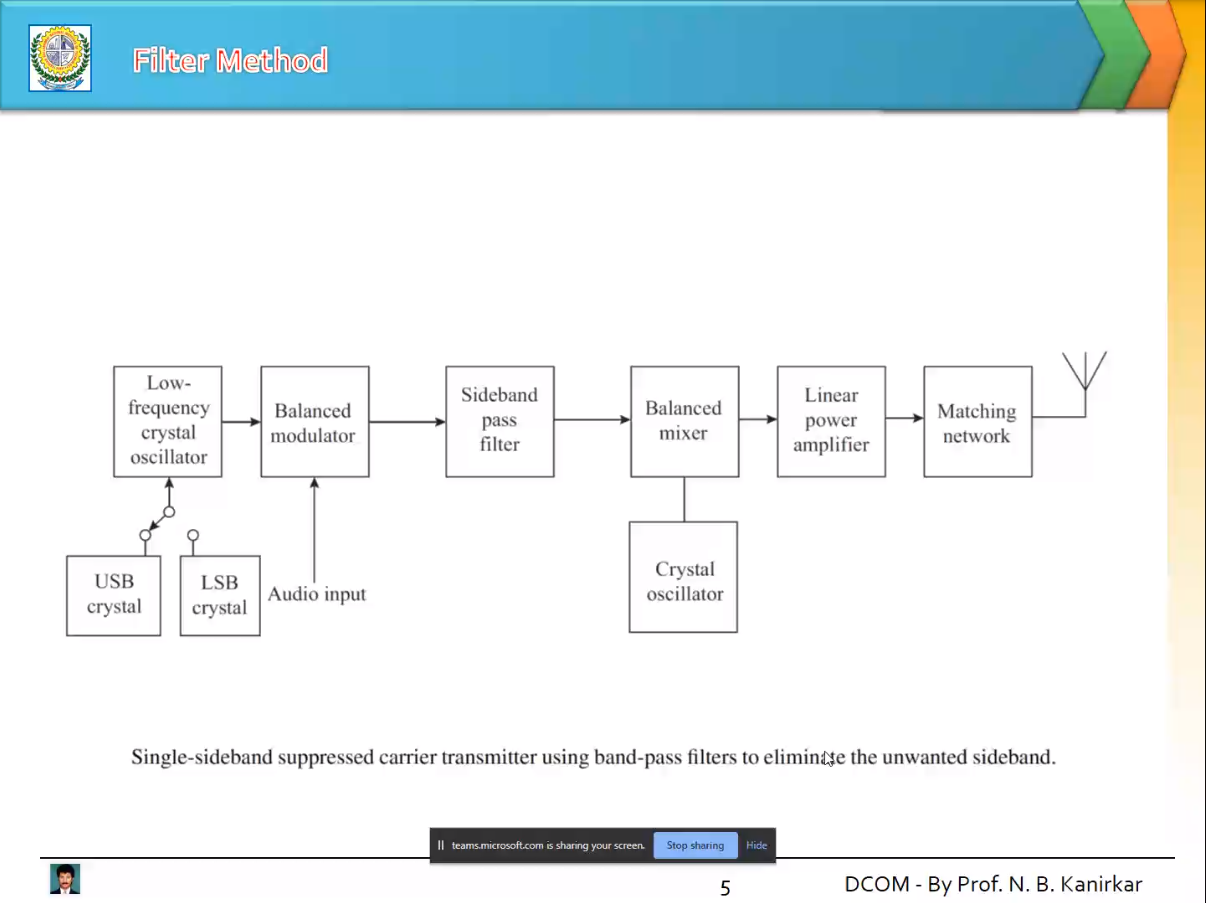 Filter Method
Low-
frequency
crystal
oscillator
Balanced
modulator
Sideband
pass
filter
Balanced
mixer
Linear
power
amplifier
Matching
network
USB
crystal
LSB
crystal
Audio input
Crystal
oscillator
Single-sideband suppressed carrier transmitter using band-pass filters to eliminate the unwanted sideband.
teams.microsoft.com is sharing your screen.
Stop sharing
Hide
5
DCOM - By Prof. N. B. Kanirkar